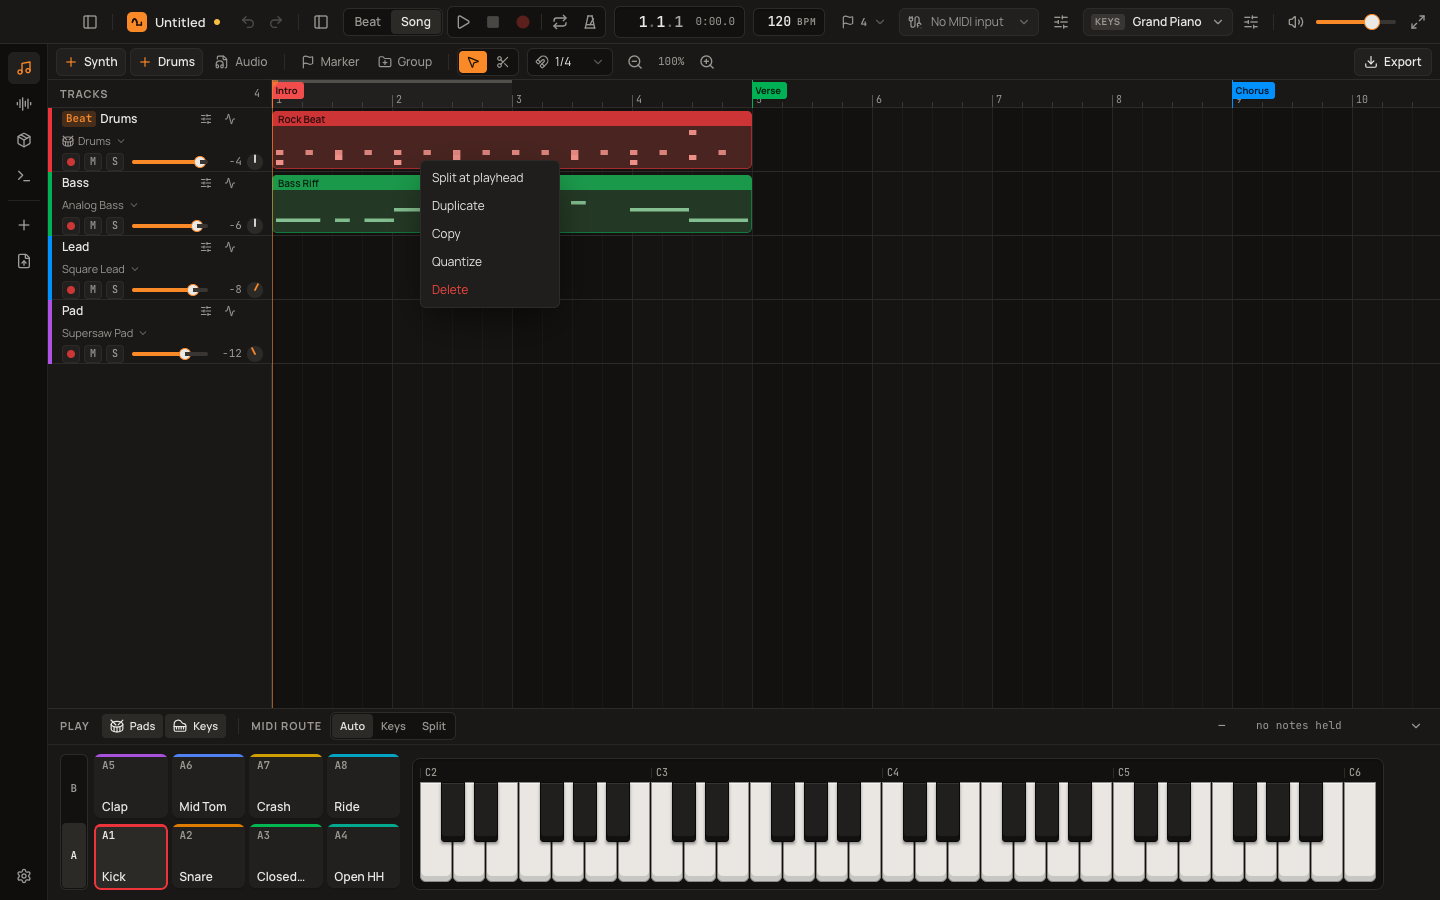 Untitled
Beat
Song
1.1.1
0:00.0
120 BPM
4
No MIDI input
KEYS
Grand Piano
Synth
Drums
Audio
Marker
Group
1/4
100%
Export
TRACKS
4
Intro
Verse
Chorus
1
2
3
4
5
6
7
8
9
10
Beat Drums
Drums
M
S
-4
Rock Beat
Bass
Analog Bass
M
S
-6
Bass Riff
Lead
Square Lead
M
S
-8
Pad
Supersaw Pad
M
S
-12
Split at playhead
Duplicate
Copy
Quantize
Delete
PLAY
Pads
Keys
MIDI ROUTE
Auto
Keys
Split
–
no notes held
B
A
A5
Clap
A6
Mid Tom
A7
Crash
A8
Ride
A1
Kick
A2
Snare
A3
Closed...
A4
Open HH
C2
C3
C4
C5
C6